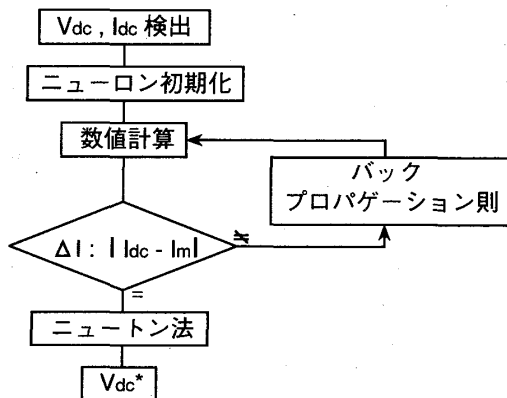 Vdc , Idc 検出
ニューロン初期化
数値計算
バック
プロパゲーション則
ΔI : | Idc - Im|
≠
=
ニュートン法
Vdc*